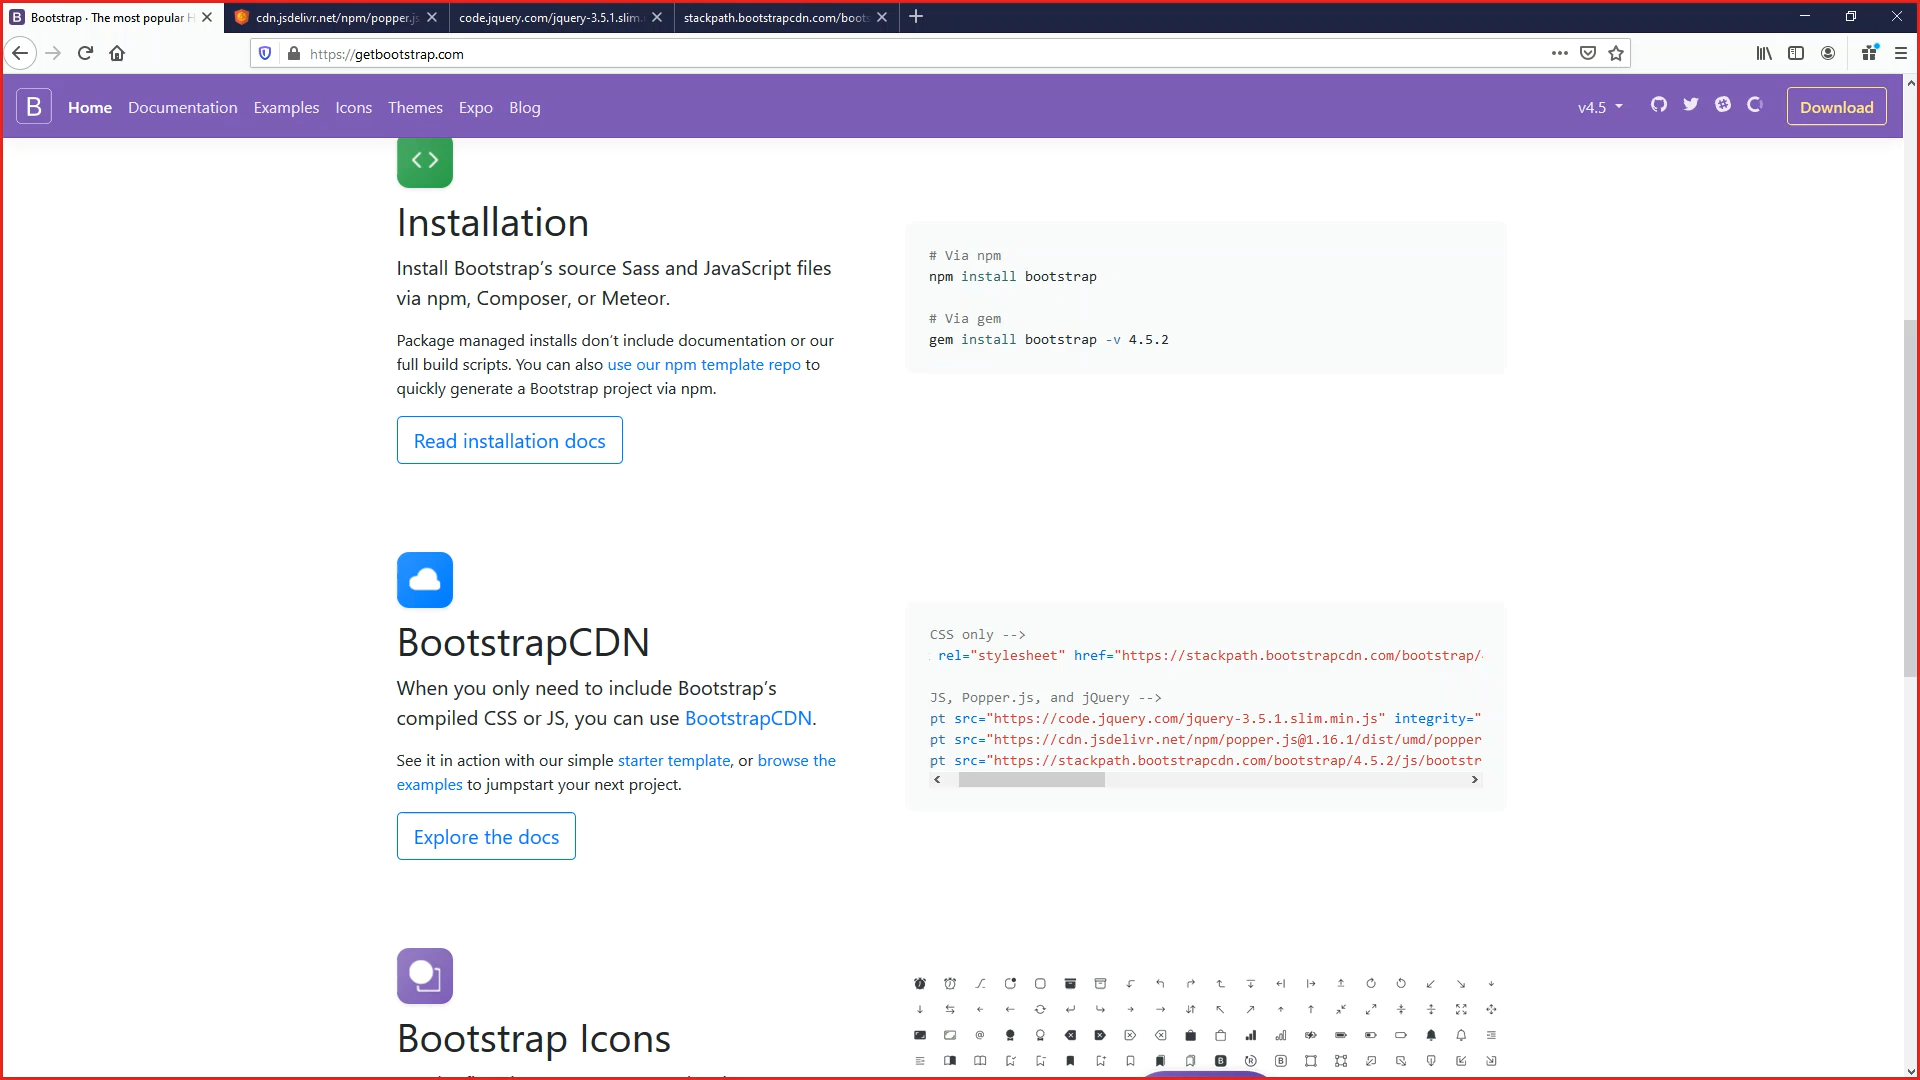 Bootstrap · The most popular H
cdn.jsdelivr.net/npm/popper.js
code.jquery.com/jquery-3.5.1.slim.
stackpath.bootstrapcdn.com/boots
https://getbootstrap.com
B
Home
Documentation
Examples
Icons
Themes
Expo
Blog
v4.5
Download
Installation
Install Bootstrap’s source Sass and JavaScript files
via npm, Composer, or Meteor.
Package managed installs don’t include documentation or our
full build scripts. You can also use our npm template repo to
quickly generate a Bootstrap project via npm.
Read installation docs
# Via npm
npm install bootstrap
# Via gem
gem install bootstrap -v 4.5.2
BootstrapCDN
When you only need to include Bootstrap’s
compiled CSS or JS, you can use BootstrapCDN.
See it in action with our simple starter template, or browse the
examples to jumpstart your next project.
Explore the docs
CSS only -->
rel="stylesheet" href="https://stackpath.bootstrapcdn.com/bootstrap/
JS, Popper.js, and jQuery -->
pt src="https://code.jquery.com/jquery-3.5.1.slim.min.js" integrity="
pt src="https://cdn.jsdelivr.net/npm/popper.js@1.16.1/dist/umd/popper
pt src="https://stackpath.bootstrapcdn.com/bootstrap/4.5.2/js/bootstr
Bootstrap Icons